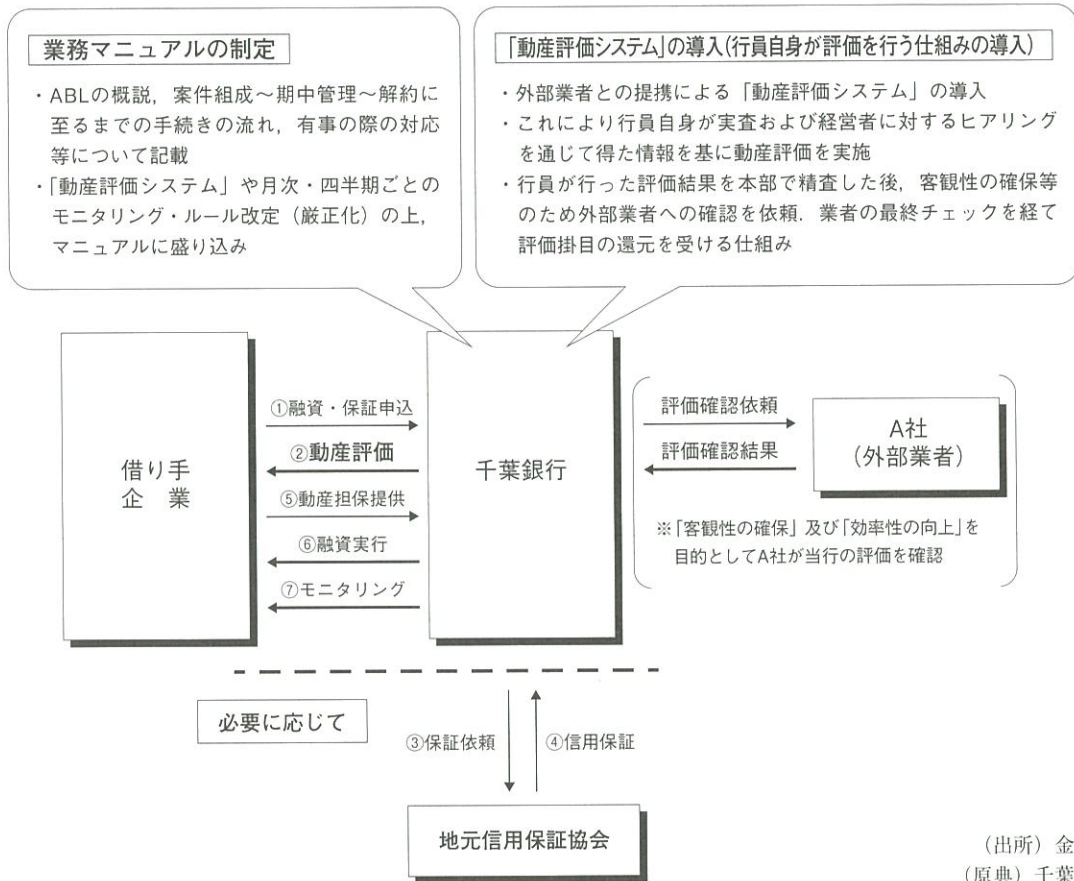 業務マニュアルの制定
・ABLの概説，案件組成～期中管理～解約に
至るまでの手続きの流れ，有事の際の対応
等について記載
・「動産評価システム」や月次・四半期ごとの
モニタリング・ルール改定（厳正化）の上，
マニュアルに盛り込み
「動産評価システム」の導入(行員自身が評価を行う仕組みの導入)
・外部業者との提携による「動産評価システム」の導入
・これにより行員自身が実査および経営者に対するヒアリング
を通じて得た情報を基に動産評価を実施
・行員が行った評価結果を本部で精査した後，客観性の確保等
のため外部業者への確認を依頼．業者の最終チェックを経て
評価掛目の還元を受ける仕組み
借り手
企　業
①融資・保証申込
②動産評価
⑤動産担保提供
⑥融資実行
⑦モニタリング
千葉銀行
評価確認依頼
評価確認結果
A社
（外部業者）
※「客観性の確保」及び「効率性の向上」を
目的としてA社が当行の評価を確認
必要に応じて
③保証依頼
④信用保証
地元信用保証協会
（出所）金
（原典）千葉